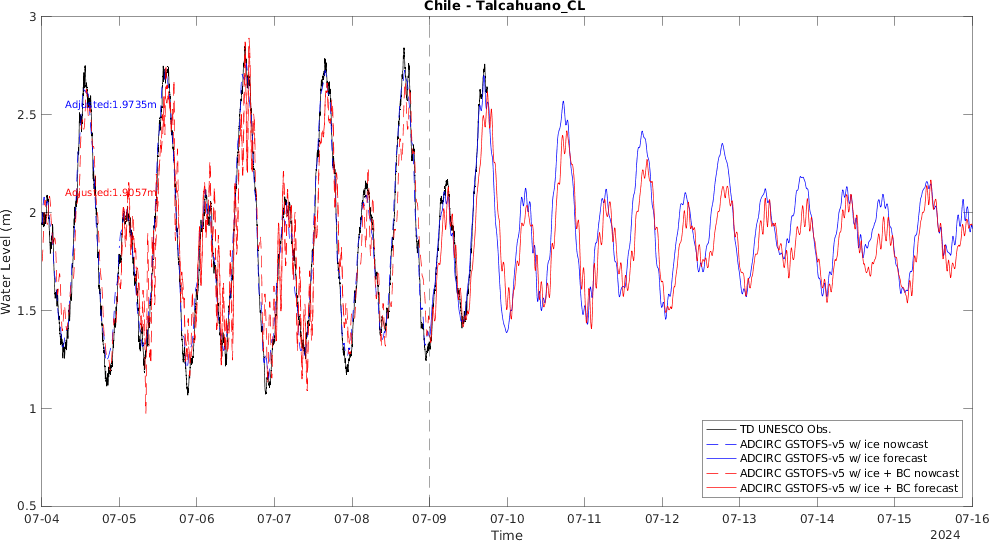 Chile - Talcahuano_CL
3
2.5
2
1.5
1
0.5
Water Level (m)
Adjusted:1.9735m
Adjusted:1.9057m
TD UNESCO Obs.
ADCIRC GSTOFS-v5 w/ ice nowcast
ADCIRC GSTOFS-v5 w/ ice forecast
ADCIRC GSTOFS-v5 w/ ice + BC nowcast
ADCIRC GSTOFS-v5 w/ ice + BC forecast
07-04 07-05 07-06 07-07 07-08 07-09 07-10 07-11 07-12 07-13 07-14 07-15 07-16
Time
2024